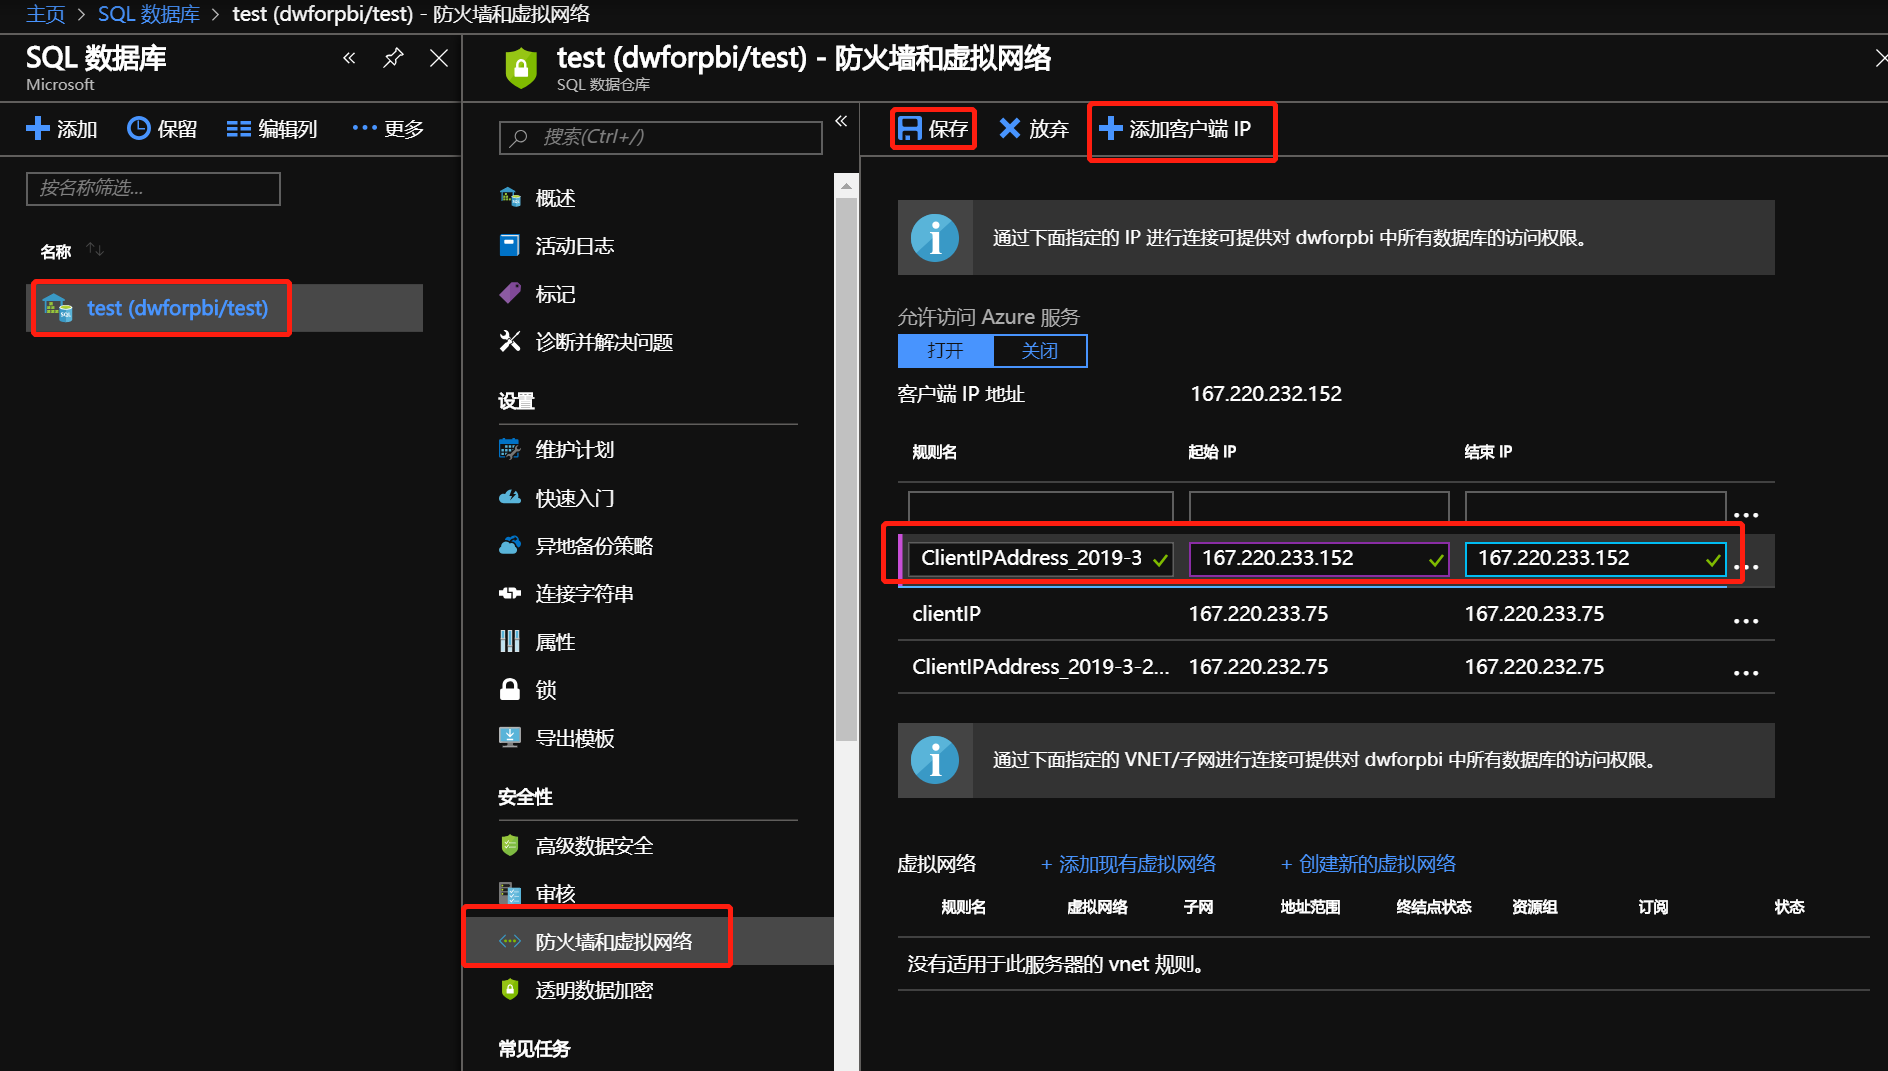 主页 > SQL 数据库 > test (dwforpbi/test) - 防火墙和虚拟网络
SQL 数据库
Microsoft
添加 保留 编辑列 ··· 更多
按名称筛选...
名称
test (dwforpbi/test)
test (dwforpbi/test) - 防火墙和虚拟网络
SQL 数据仓库
搜索(Ctrl+/)
概述
活动日志
标记
诊断并解决问题
设置
维护计划
快速入门
异地备份策略
连接字符串
属性
锁
导出模板
安全性
高级数据安全
审核
防火墙和虚拟网络
透明数据加密
常见任务
保存 放弃 添加客户端 IP
通过下面指定的 IP 进行连接可提供对 dwforpbi 中所有数据库的访问权限。
允许访问 Azure 服务
打开 关闭
客户端 IP 地址 167.220.232.152
规则名 起始 IP 结束 IP
ClientIPAddress_2019-3 167.220.233.152 167.220.233.152
clientIP 167.220.233.75 167.220.233.75
ClientIPAddress_2019-3-2... 167.220.232.75 167.220.232.75
通过下面指定的 VNET/子网进行连接可提供对 dwforpbi 中所有数据库的访问权限。
虚拟网络 + 添加现有虚拟网络 + 创建新的虚拟网络
规则名 虚拟网络 子网 地址范围 终结点状态 资源组 订阅 状态
没有适用于此服务器的 vnet 规则。